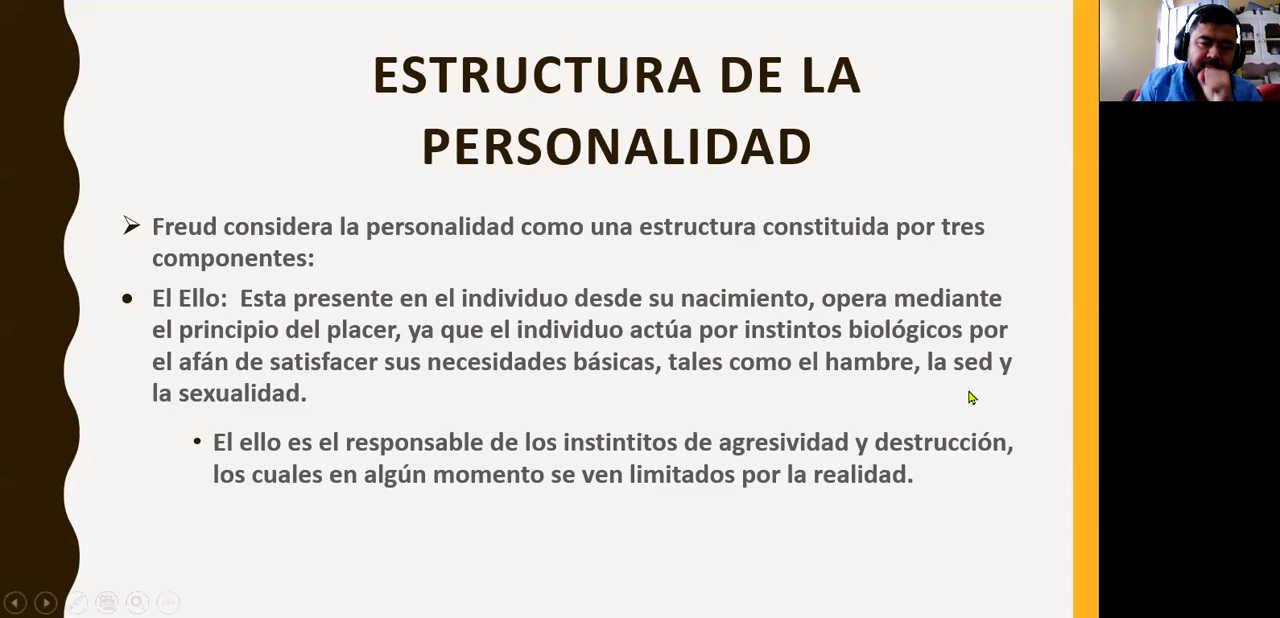 ESTRUCTURA DE LA
PERSONALIDAD
Freud considera la personalidad como una estructura constituida por tres
componentes:
El Ello:  Esta presente en el individuo desde su nacimiento, opera mediante
el principio del placer, ya que el individuo actúa por instintos biológicos por
el afán de satisfacer sus necesidades básicas, tales como el hambre, la sed y
la sexualidad.
El ello es el responsable de los instintitos de agresividad y destrucción,
los cuales en algún momento se ven limitados por la realidad.